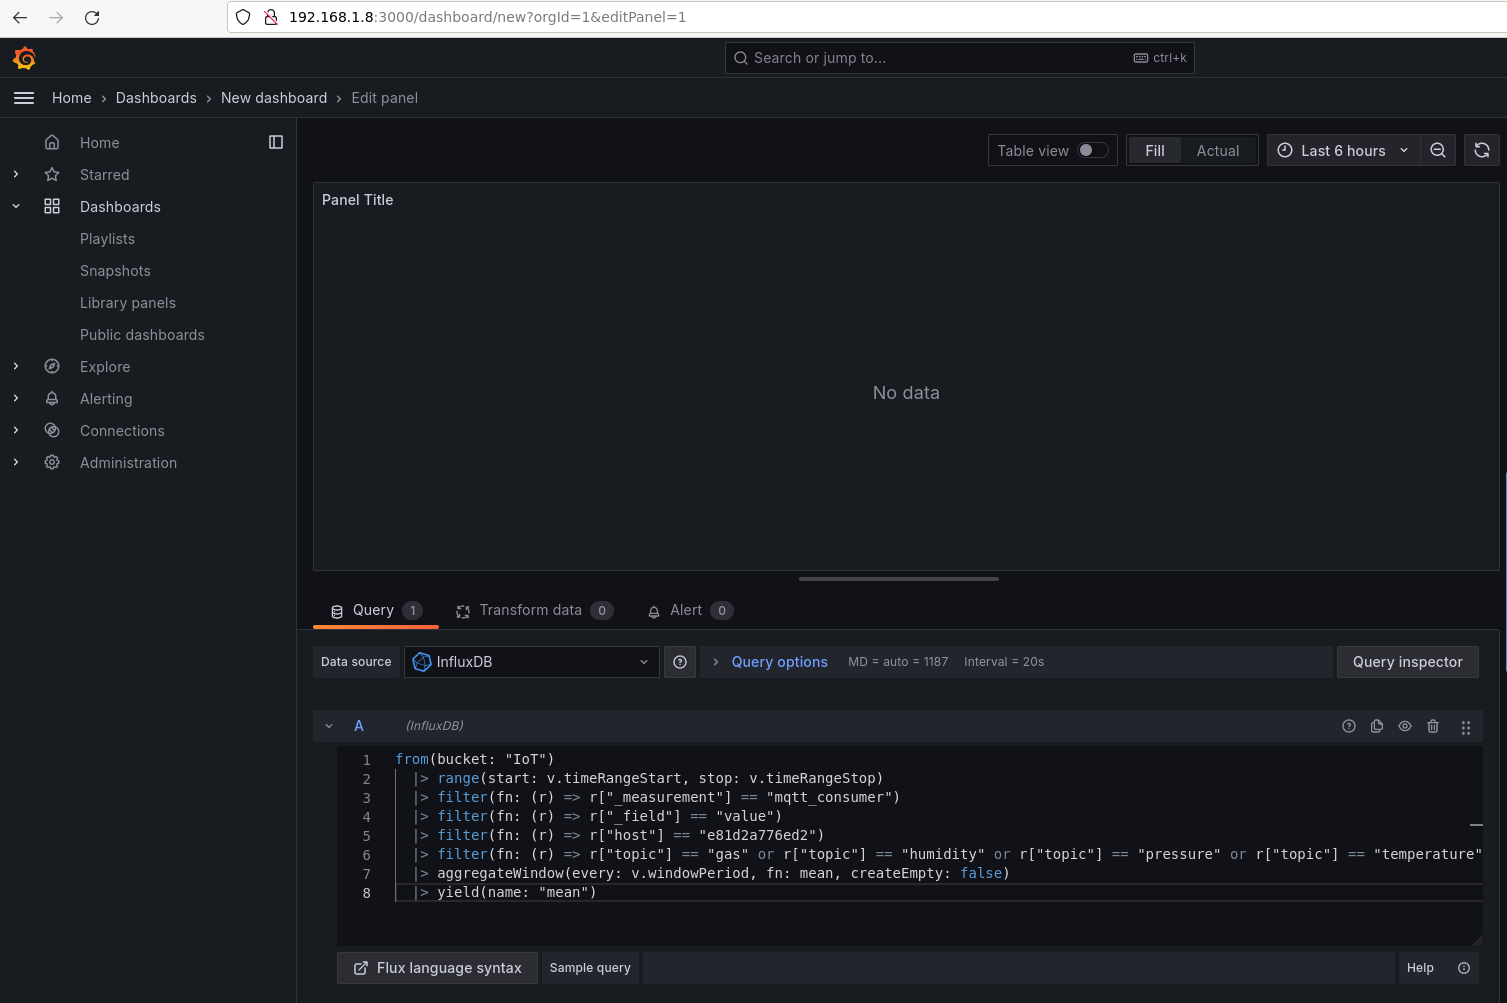 192.168.1.8:3000/dashboard/new?orgId=1&editPanel=1
Search or jump to... ctrl+k
Home › Dashboards › New dashboard › Edit panel
Home
Starred
Dashboards
Playlists
Snapshots
Library panels
Public dashboards
Explore
Alerting
Connections
Administration
Table view Fill Actual Last 6 hours
Panel Title
No data
Query 1 Transform data 0 Alert 0
Data source InfluxDB Query options MD = auto = 1187 Interval = 20s Query inspector
A (InfluxDB)
1 from(bucket: "IoT")
2 |> range(start: v.timeRangeStart, stop: v.timeRangeStop)
3 |> filter(fn: (r) => r["_measurement"] == "mqtt_consumer")
4 |> filter(fn: (r) => r["_field"] == "value")
5 |> filter(fn: (r) => r["host"] == "e81d2a776ed2")
6 |> filter(fn: (r) => r["topic"] == "gas" or r["topic"] == "humidity" or r["topic"] == "pressure" or r["topic"] == "temperature"
7 |> aggregateWindow(every: v.windowPeriod, fn: mean, createEmpty: false)
8 |> yield(name: "mean")
Flux language syntax Sample query Help